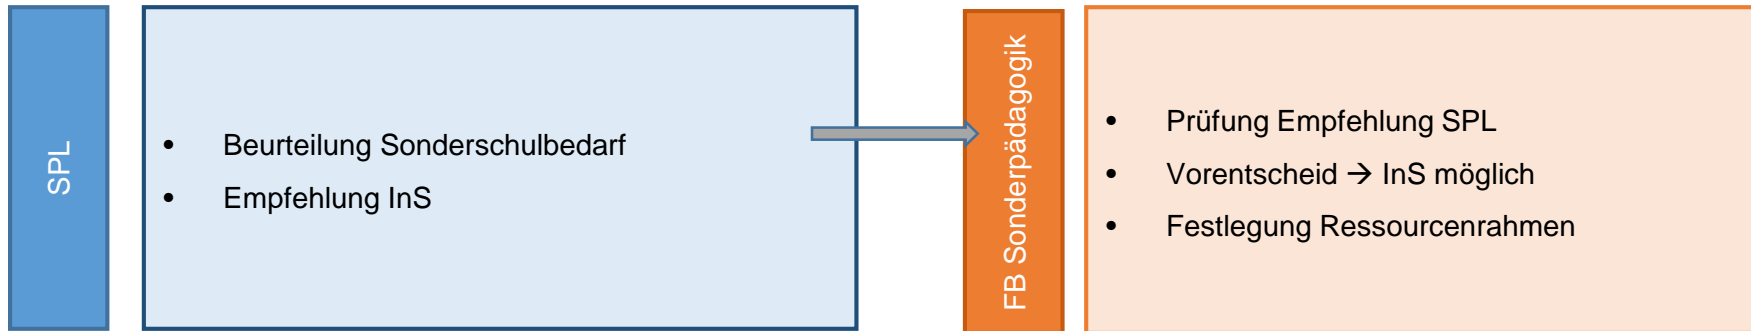 SPL
• Beurteilung Sonderschulbedarf
• Empfehlung InS
FB Sonderpädagogik
• Prüfung Empfehlung SPL
• Vorentscheid → InS möglich
• Festlegung Ressourcenrahmen